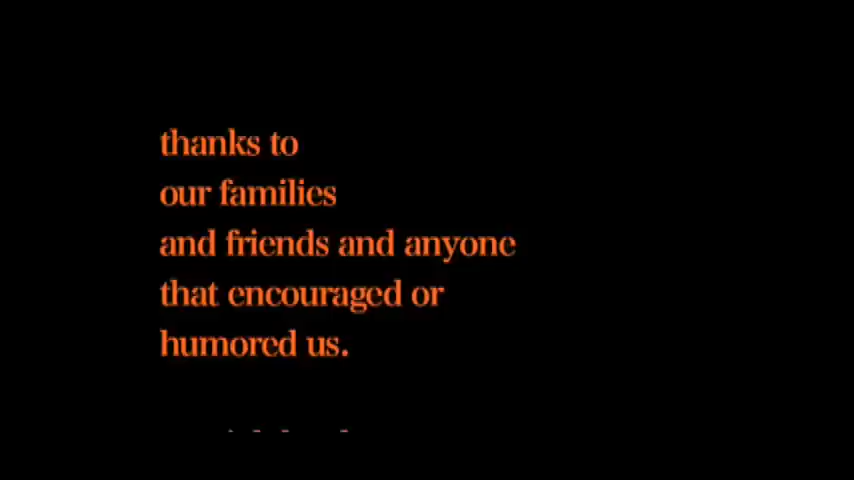 thanks to
our families
and friends and anyone
that encouraged or
humored us.